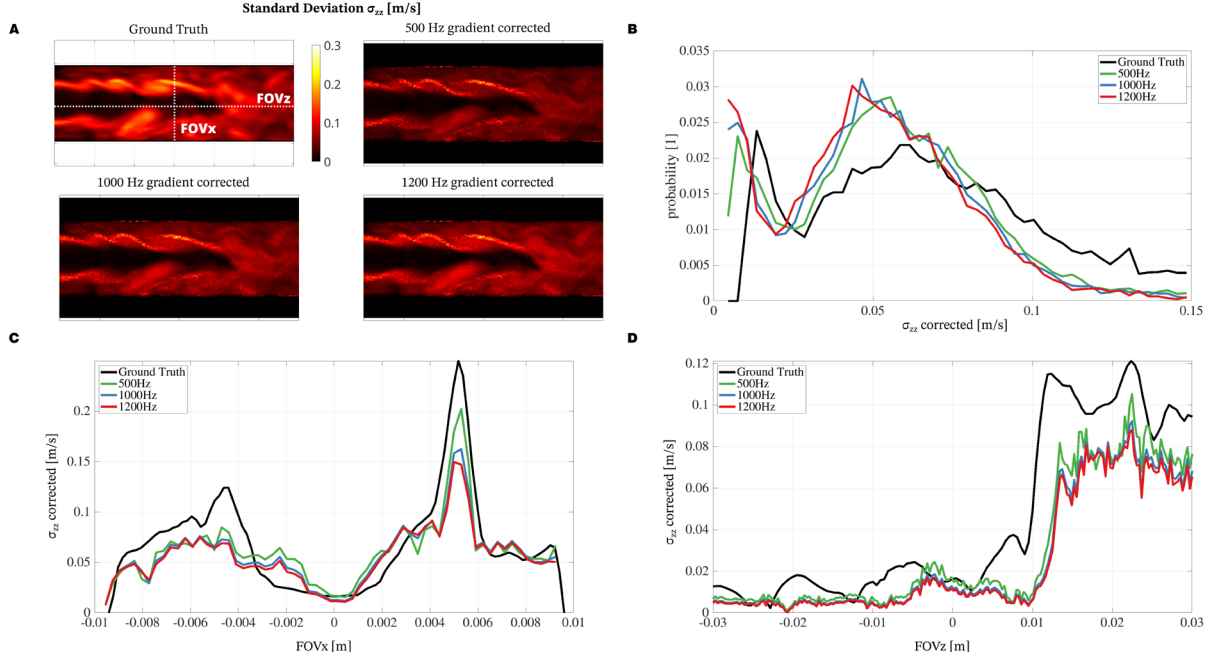 Standard Deviation σzz [m/s]
A
Ground Truth
500 Hz gradient corrected
0.3
0.2
0.1
0
FOVz
FOVx
1000 Hz gradient corrected
1200 Hz gradient corrected
B
0.035
0.03
0.025
0.02
0.015
0.01
0.005
0
probability [1]
Ground Truth
500Hz
1000Hz
1200Hz
0
0.05
0.1
0.15
σzz corrected [m/s]
C
0.2
0.15
0.1
0.05
0
σzz corrected [m/s]
Ground Truth
500Hz
1000Hz
1200Hz
-0.01
-0.008
-0.006
-0.004
-0.002
0
0.002
0.004
0.006
0.008
0.01
FOVx [m]
D
0.12
0.1
0.08
0.06
0.04
0.02
0
σzz corrected [m/s]
Ground Truth
500Hz
1000Hz
1200Hz
-0.03
-0.02
-0.01
0
0.01
0.02
0.03
FOVz [m]